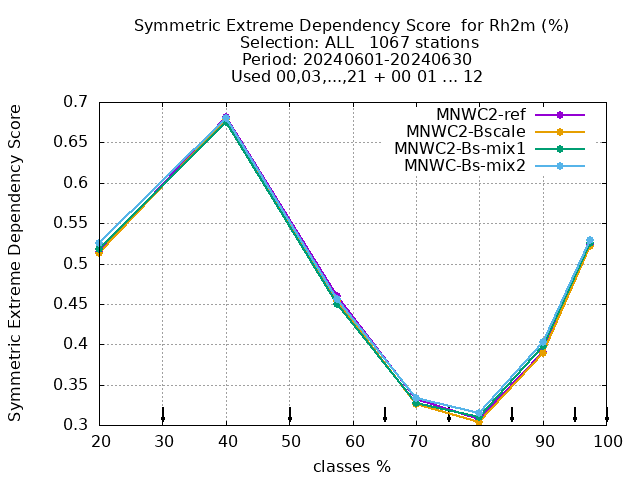 Symmetric Extreme Dependency Score  for Rh2m (%)
Selection: ALL   1067 stations
Period: 20240601-20240630
Used 00,03,...,21 + 00 01 ... 12
MNWC2-ref
MNWC2-Bscale
MNWC2-Bs-mix1
MNWC-Bs-mix2
Symmetric Extreme Dependency Score
0.7
0.65
0.6
0.55
0.5
0.45
0.4
0.35
0.3
20 30 40 50 60 70 80 90 100
classes %